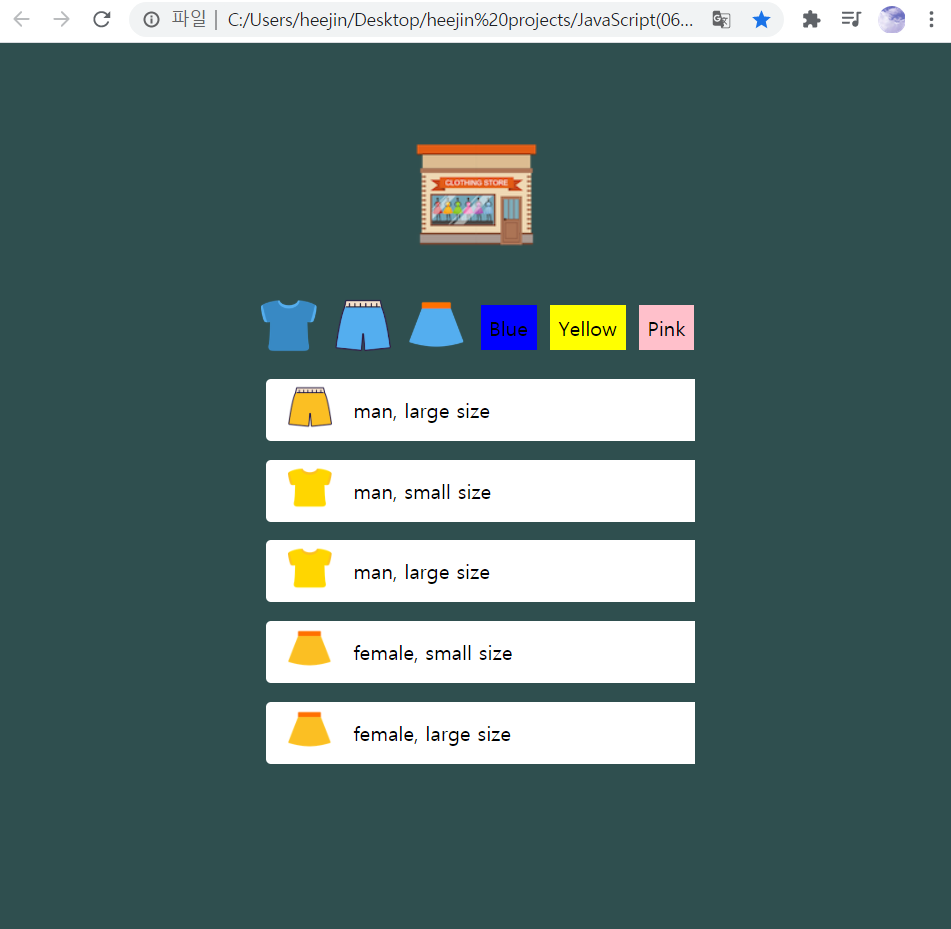 파일 | C:/Users/heejin/Desktop/heejin%20projects/JavaScript(06...
CLOTHING STORE
Blue Yellow Pink
man, large size
man, small size
man, large size
female, small size
female, large size